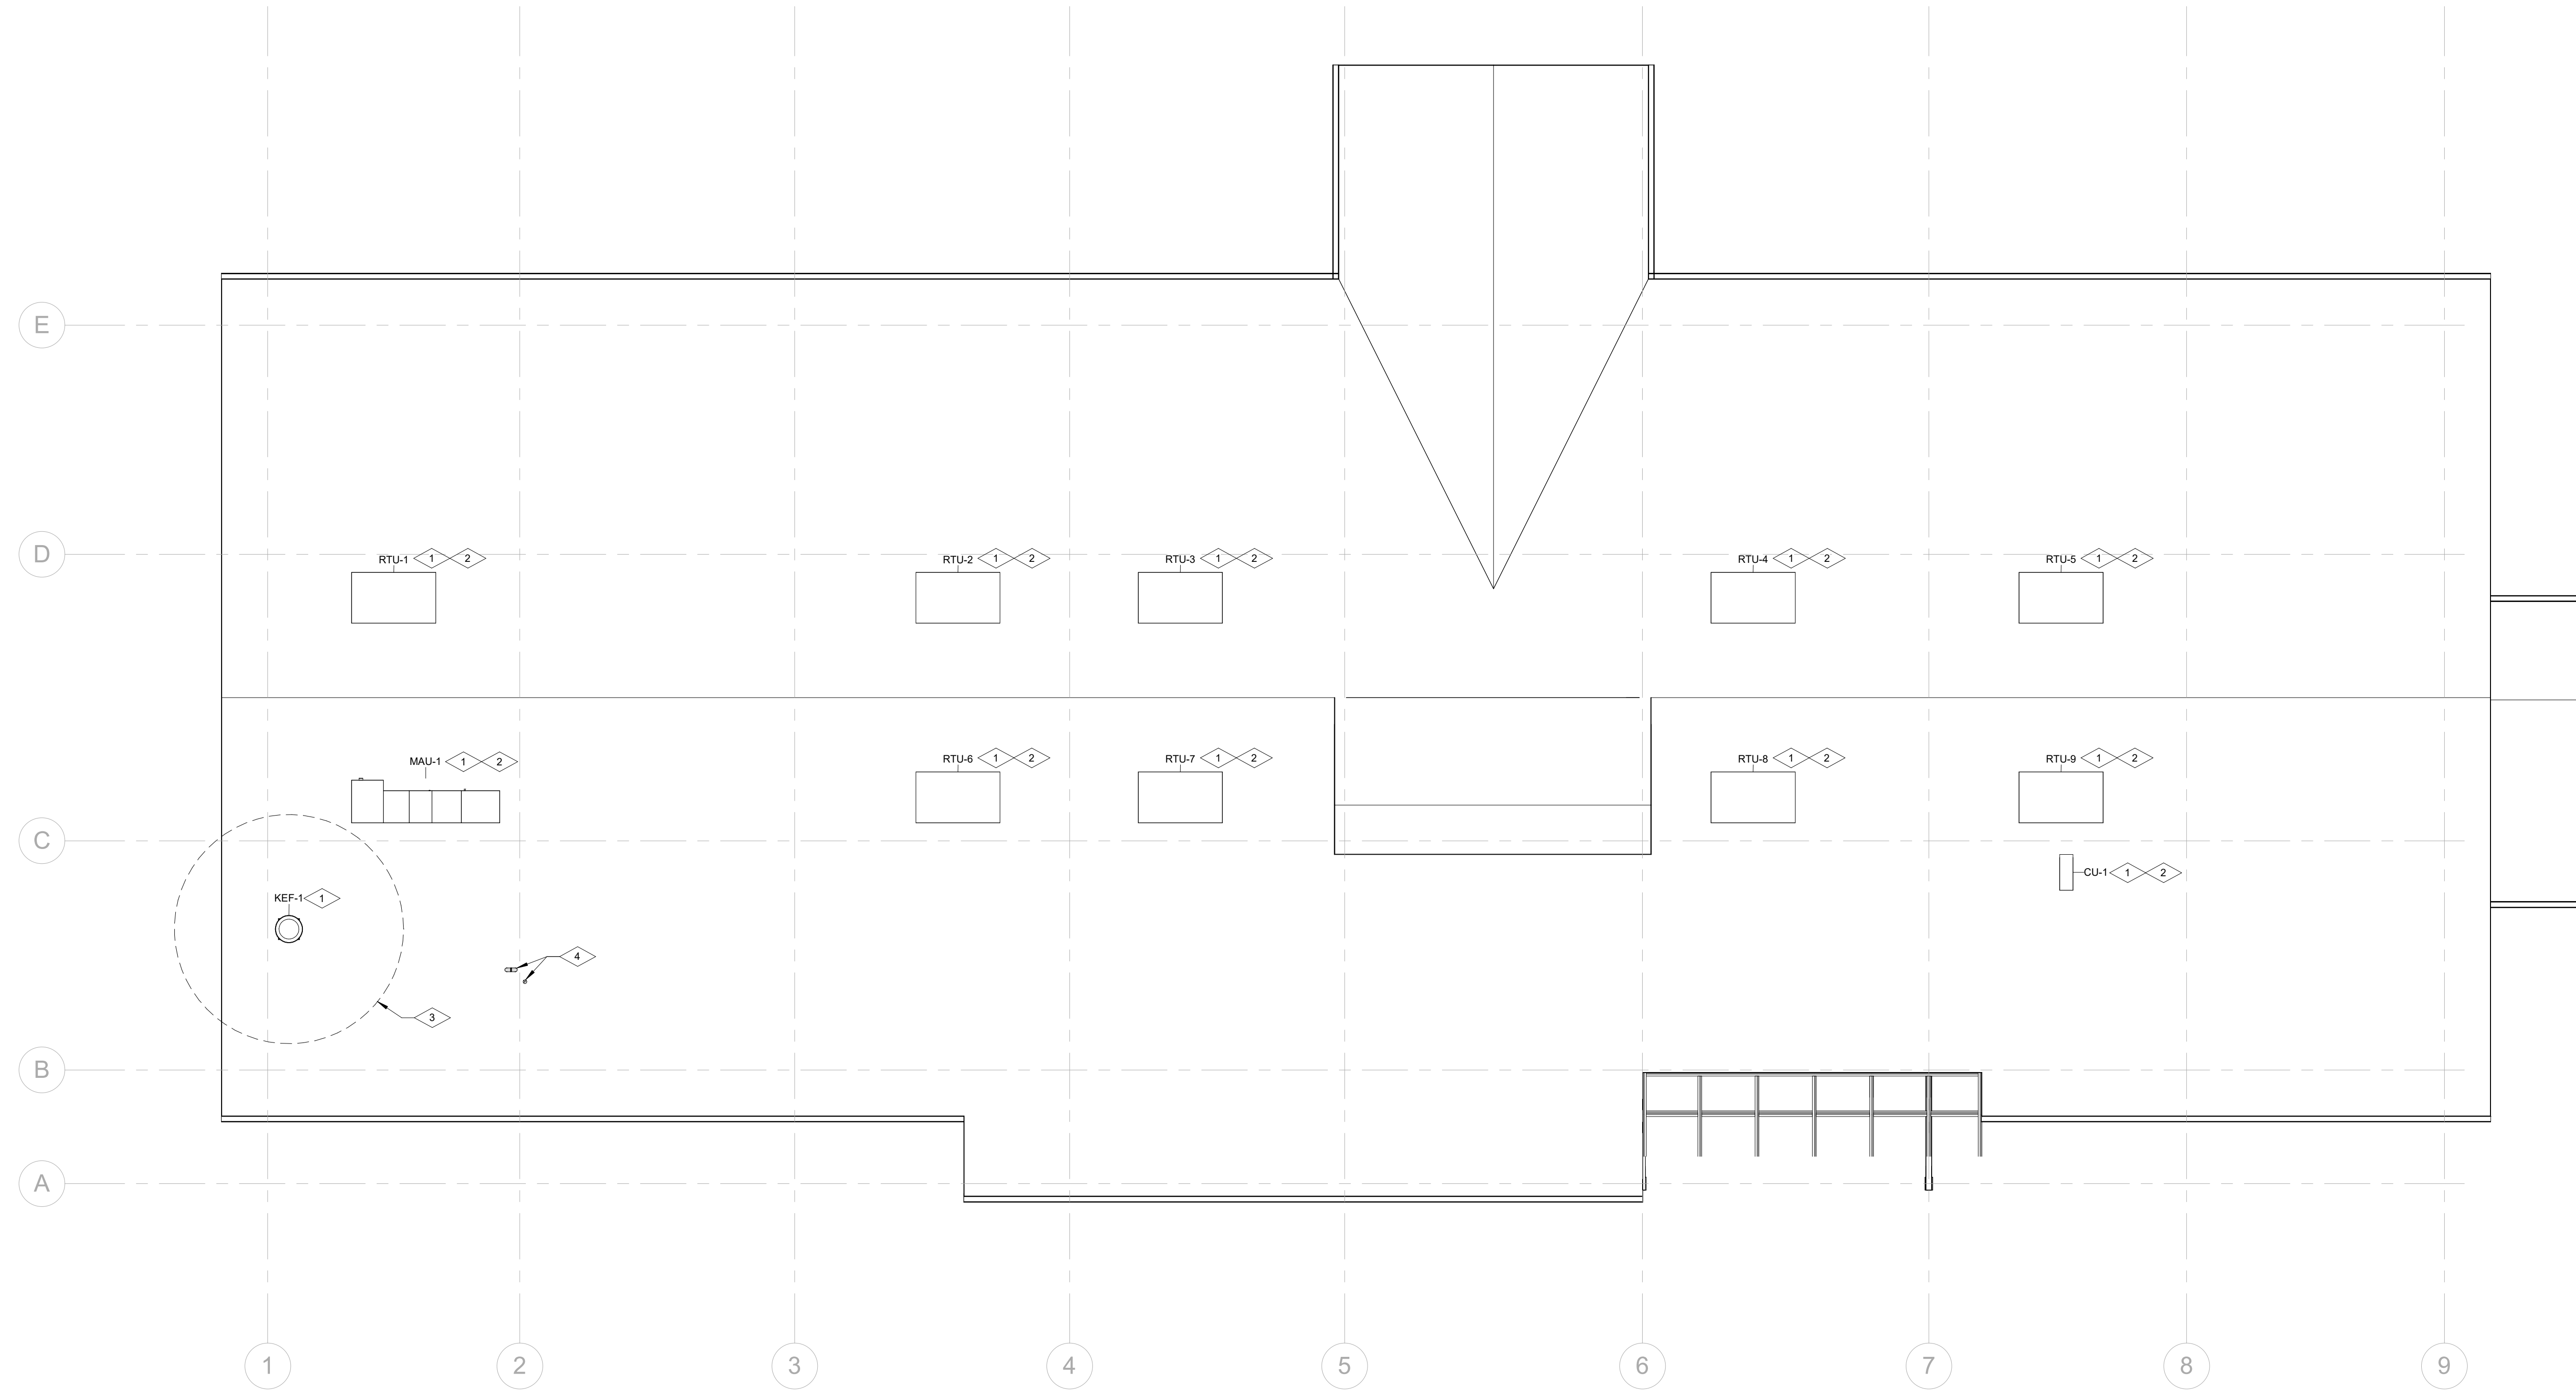 E
D
RTU-1 1 2
RTU-2 1 2
RTU-3 1 2
RTU-4 1 2
RTU-5 1 2
MAU-1 1 2
RTU-6 1 2
RTU-7 1 2
RTU-8 1 2
RTU-9 1 2
C
CU-1 1 2
KEF-1 1
4
3
B
A
1 2 3 4 5 6 7 8 9